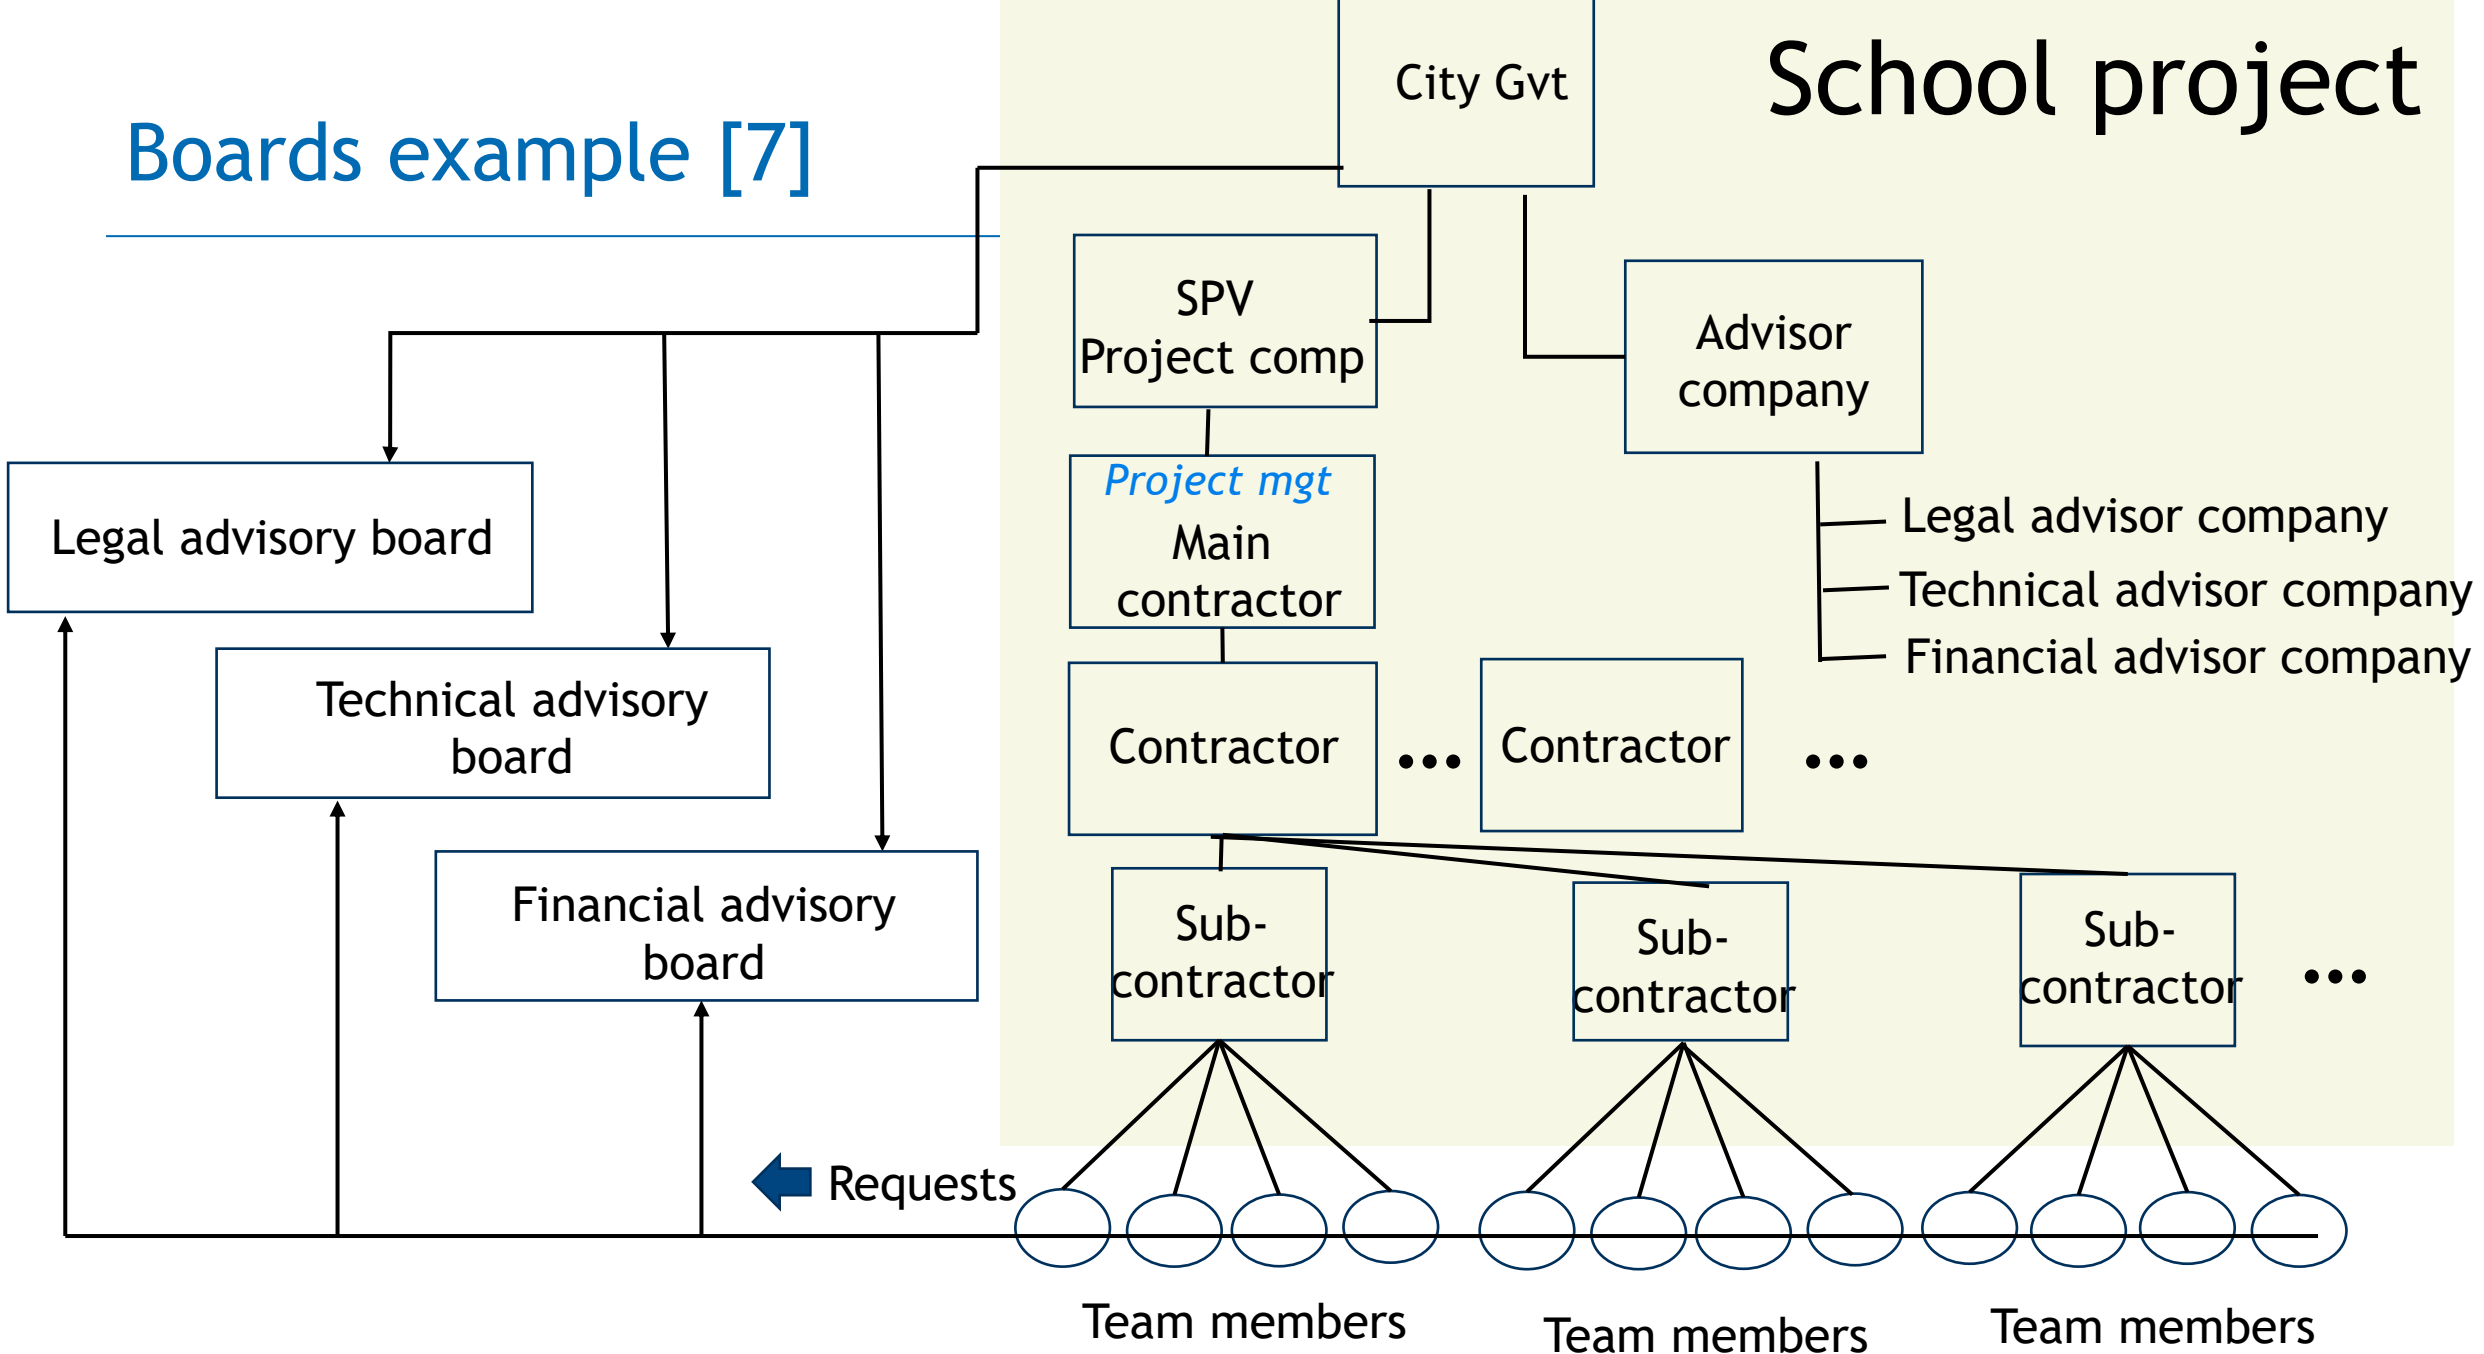 School project
Boards example [7]
City Gvt
SPV
Project comp
Advisor
company
Project mgt
Main
contractor
Legal advisor company
Technical advisor company
Financial advisor company
Legal advisory board
Technical advisory
board
Financial advisory
board
Contractor
...
Contractor
...
Sub-
contractor
Sub-
contractor
Sub-
contractor
...
Requests
Team members
Team members
Team members